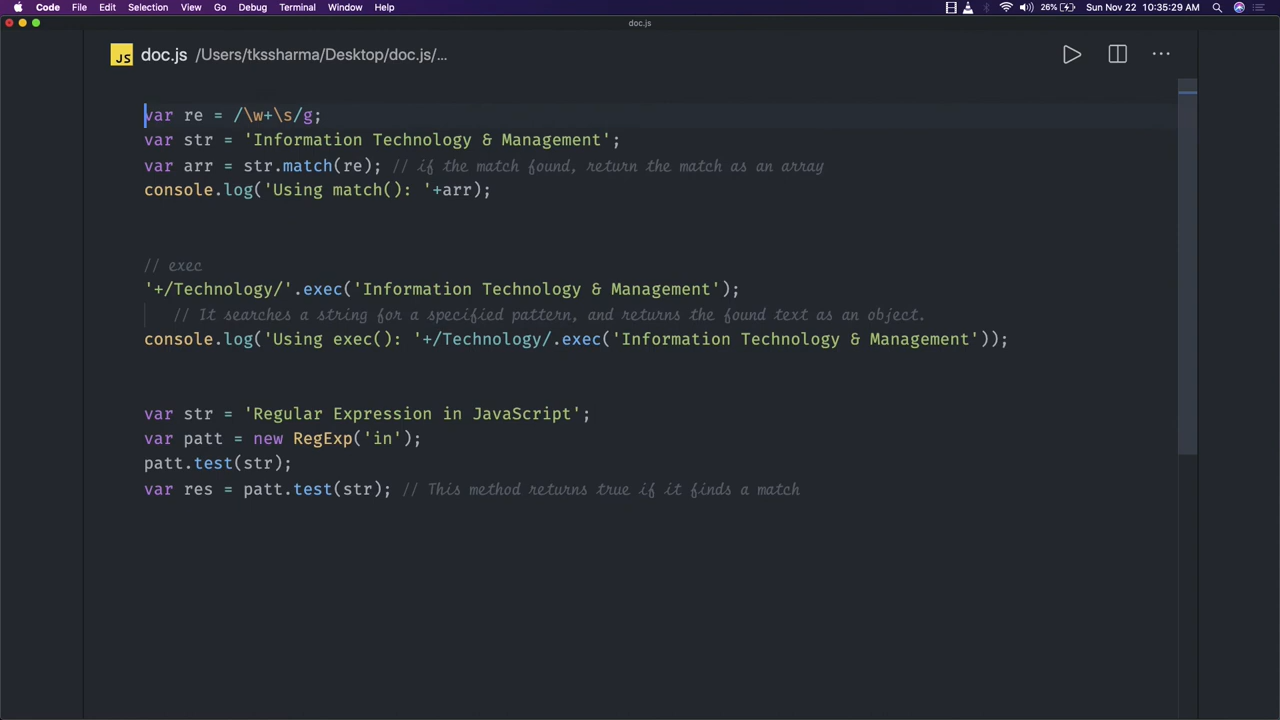 Code File Edit Selection View Go Debug Terminal Window Help 26% Sun Nov 22 10:35:29 AM
doc.js
JS doc.js /Users/tkssharma/Desktop/doc.js/...
var re = /\w+\s/g;
var str = 'Information Technology & Management';
var arr = str.match(re); // if the match found, return the match as an array
console.log('Using match(): '+arr);
// exec
'+/Technology/'.exec('Information Technology & Management');
// It searches a string for a specified pattern, and returns the found text as an object.
console.log('Using exec(): '+/Technology/.exec('Information Technology & Management'));
var str = 'Regular Expression in JavaScript';
var patt = new RegExp('in');
patt.test(str);
var res = patt.test(str); // This method returns true if it finds a match